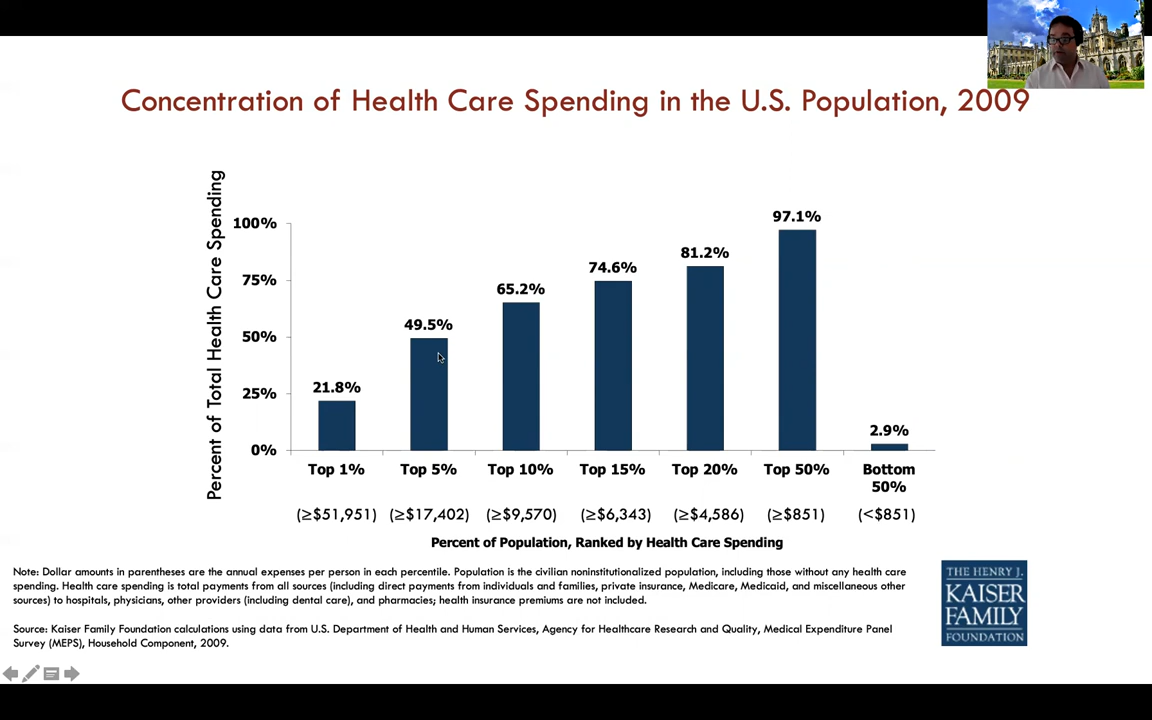 Concentration of Health Care Spending in the U.S. Population, 2009
Percent of Total Health Care Spending
100%
75%
50%
25%
0%
21.8%
49.5%
65.2%
74.6%
81.2%
97.1%
2.9%
Top 1% Top 5% Top 10% Top 15% Top 20% Top 50% Bottom
50%
(≥$51,951) (≥$17,402) (≥$9,570) (≥$6,343) (≥$4,586) (≥$851) (<$851)
Percent of Population, Ranked by Health Care Spending
Note: Dollar amounts in parentheses are the annual expenses per person in each percentile. Population is the civilian noninstitutionalized population, including those without any health care
spending. Health care spending is total payments from all sources (including direct payments from individuals and families, private insurance, Medicare, Medicaid, and miscellaneous other
sources) to hospitals, physicians, other providers (including dental care), and pharmacies; health insurance premiums are not included.
Source: Kaiser Family Foundation calculations using data from U.S. Department of Health and Human Services, Agency for Healthcare Research and Quality, Medical Expenditure Panel
Survey (MEPS), Household Component, 2009.
THE HENRY J.
KAISER
FAMILY
FOUNDATION